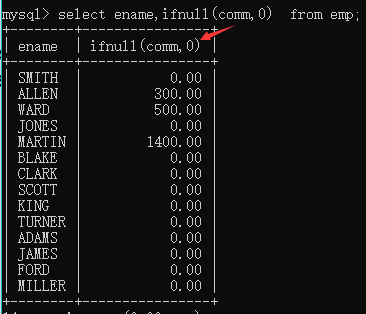 mysql> select ename,ifnull(comm,0)  from emp;
+--------+----------------+
| ename  | ifnull(comm,0) |
+--------+----------------+
| SMITH  |           0.00 |
| ALLEN  |         300.00 |
| WARD   |         500.00 |
| JONES  |           0.00 |
| MARTIN |        1400.00 |
| BLAKE  |           0.00 |
| CLARK  |           0.00 |
| SCOTT  |           0.00 |
| KING   |           0.00 |
| TURNER |           0.00 |
| ADAMS  |           0.00 |
| JAMES  |           0.00 |
| FORD   |           0.00 |
| MILLER |           0.00 |
+--------+----------------+